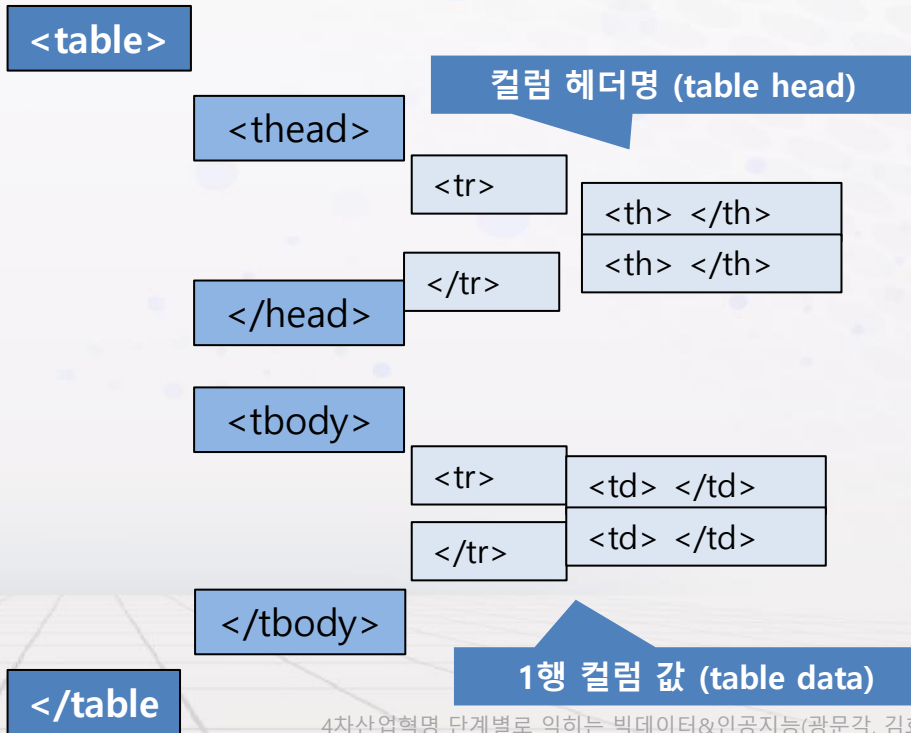 <table>
컬럼 헤더명 (table head)
<thead>
<tr>
<th> </th>
<th> </th>
</tr>
</head>
<tbody>
<tr>
<td> </td>
<td> </td>
</tr>
</tbody>
1행 컬럼 값 (table data)
</table
4차산업혁명 단계별로 익히는 빅데이터&인공지능(광문각, 김